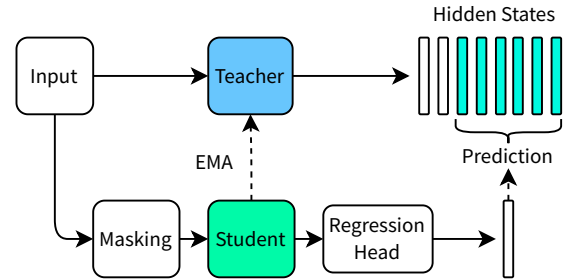 Hidden States
Input
Teacher
EMA
Prediction
Masking
Student
Regression
Head